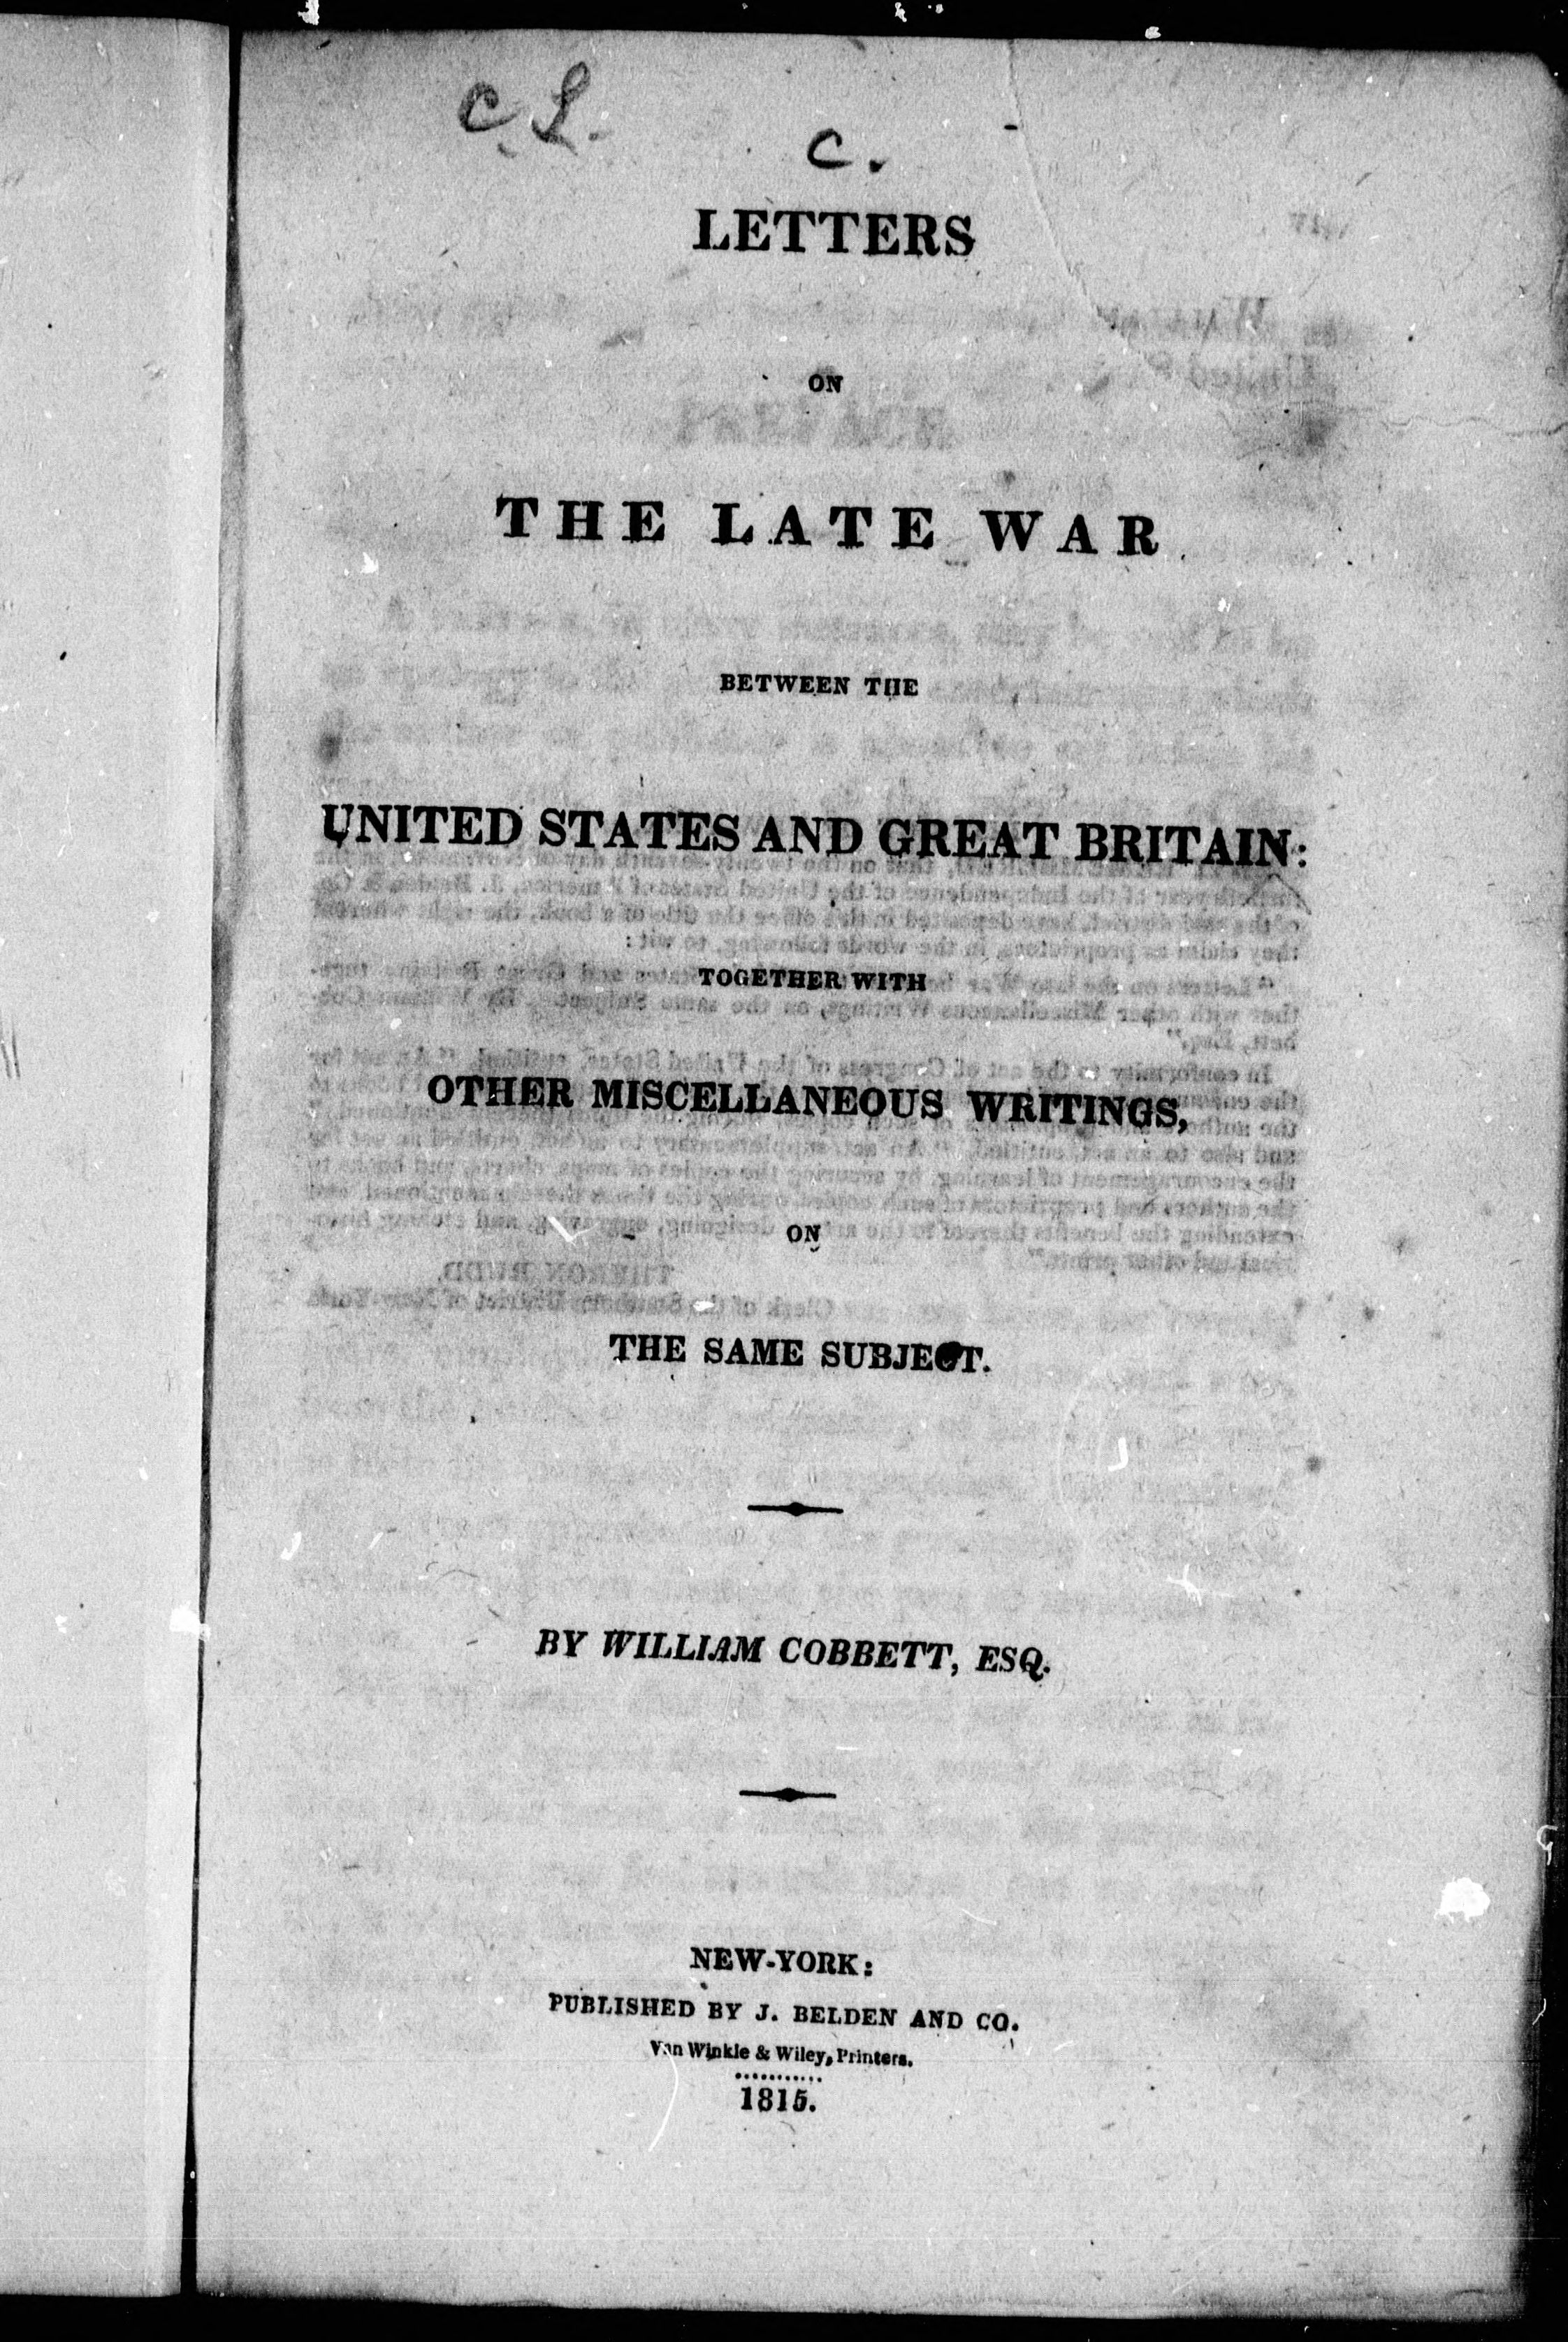 C.
LETTERS
ON
THE LATE WAR
BETWEEN THE
UNITED STATES AND GREAT BRITAIN:
TOGETHER WITH
OTHER MISCELLANEOUS WRITINGS,
ON
THE SAME SUBJECT.
BY WILLIAM COBBETT, ESQ.
NEW-YORK:
PUBLISHED BY J. BELDEN AND CO.
Van Winkle & Wiley, Printers.
1815.